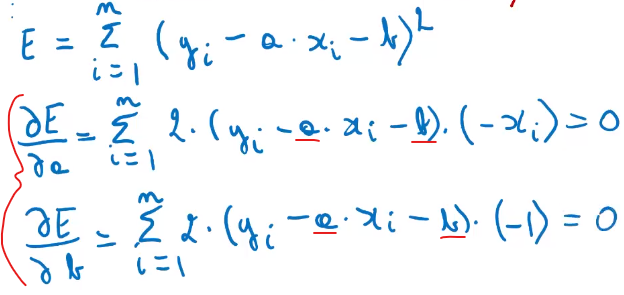 E = \sum_{i=1}^{n} (y_i - a \cdot x_i - b)^2
\frac{\partial E}{\partial a} = \sum_{i=1}^{n} 2 \cdot (y_i - a \cdot x_i - b) \cdot (-x_i) = 0
\frac{\partial E}{\partial b} = \sum_{i=1}^{n} 2 \cdot (y_i - a \cdot x_i - b) \cdot (-1) = 0